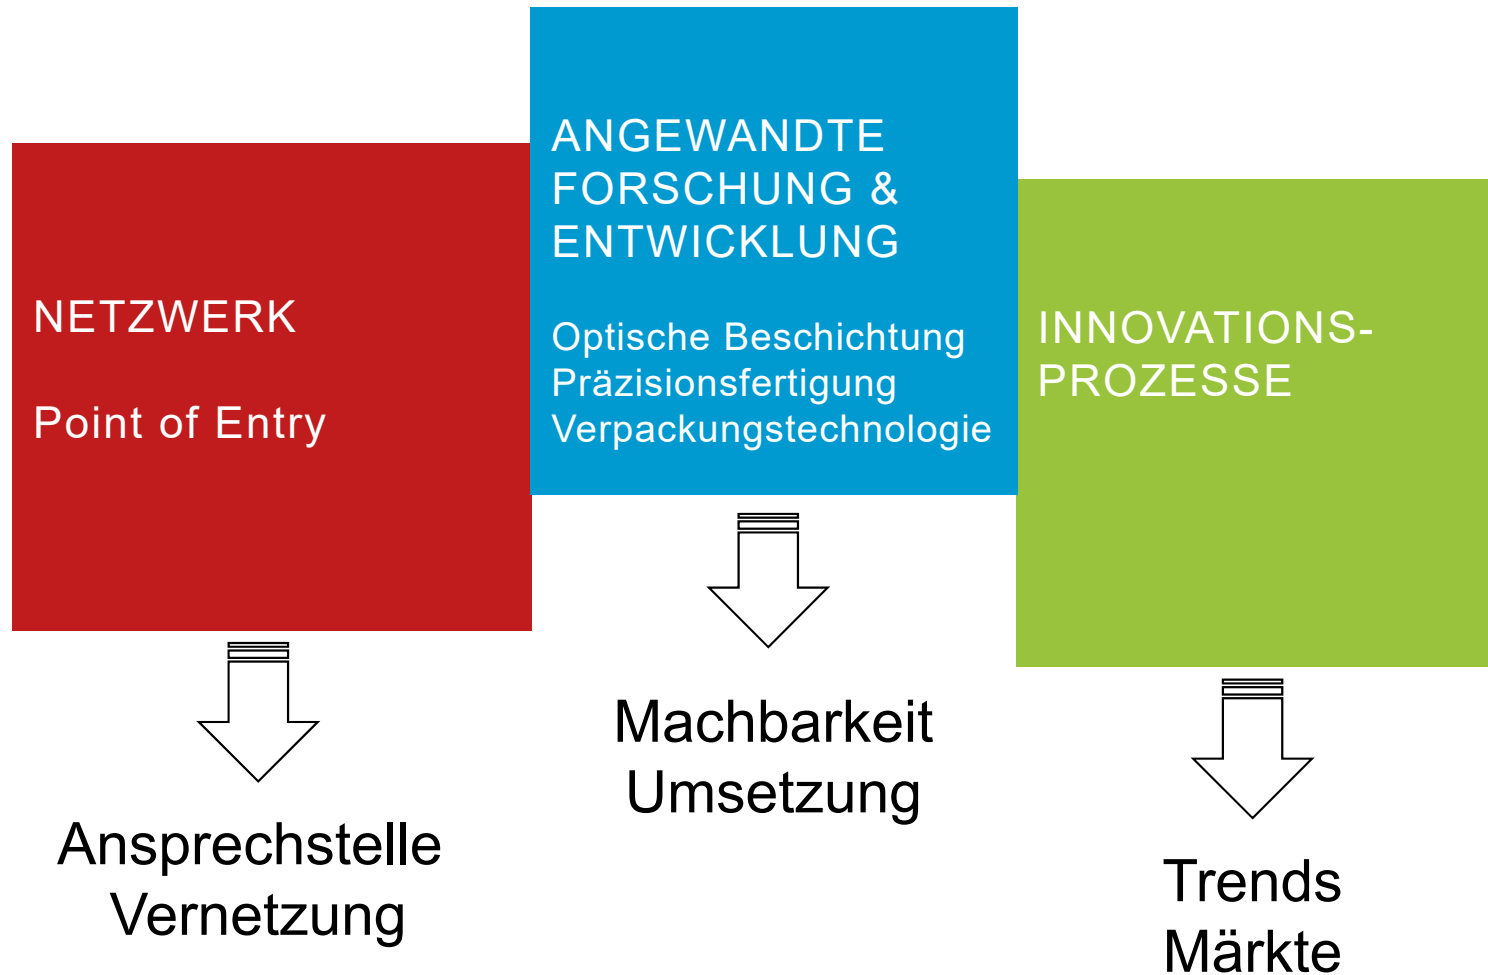 NETZWERK
Point of Entry
Ansprechstelle
Vernetzung
ANGEWANDTE
FORSCHUNG &
ENTWICKLUNG
Optische Beschichtung
Präzisionsfertigung
Verpackungstechnologie
Machbarkeit
Umsetzung
INNOVATIONS-
PROZESSE
Trends
Märkte